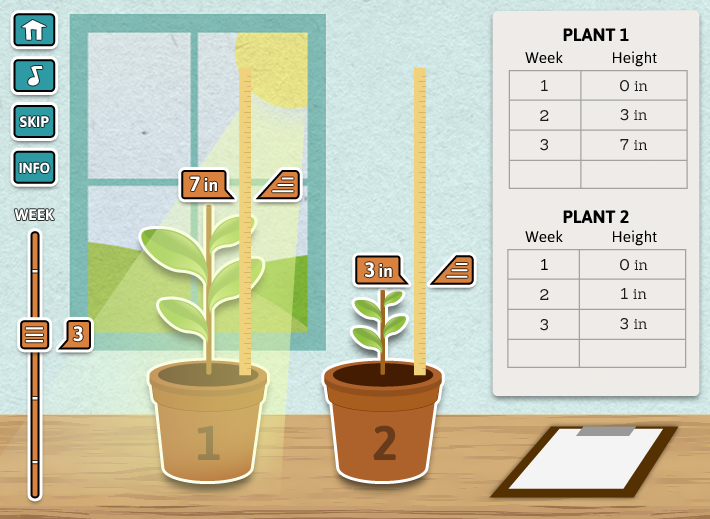 SKIP
INFO
WEEK
3
7 in
3 in
1
2
PLANT 1
Week Height
1 0 in
2 3 in
3 7 in
PLANT 2
Week Height
1 0 in
2 1 in
3 3 in